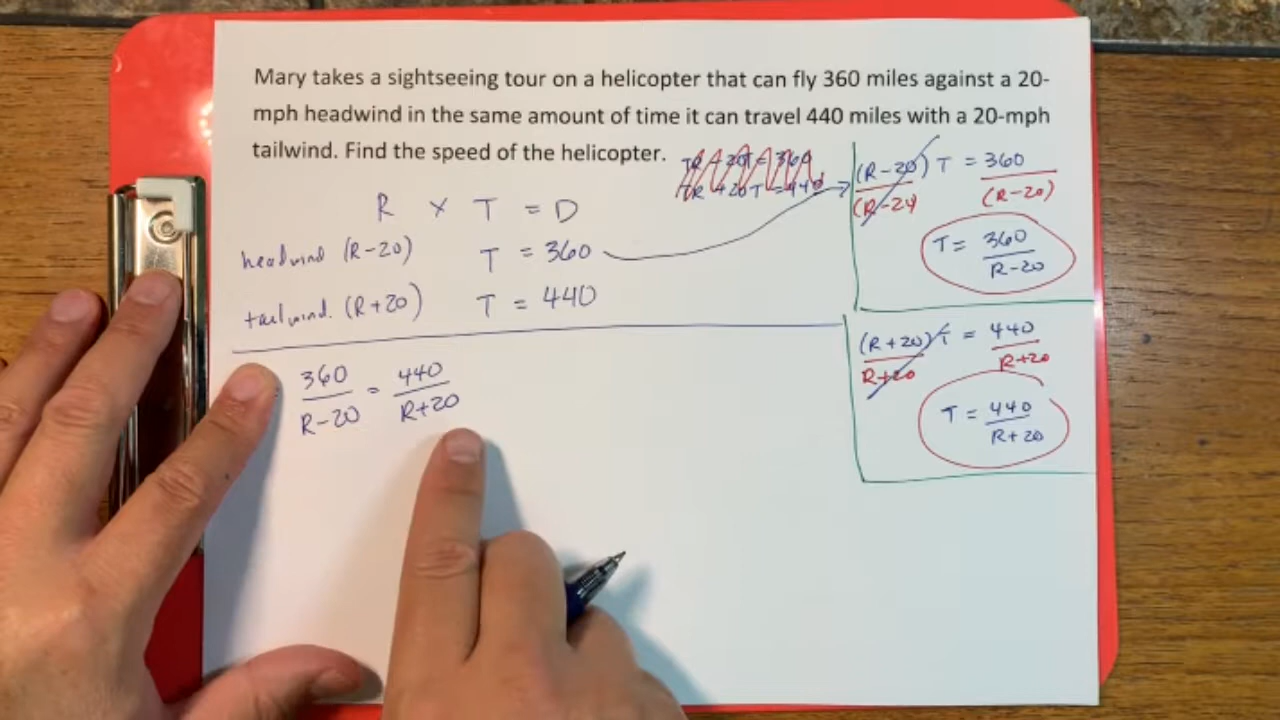 Mary takes a sightseeing tour on a helicopter that can fly 360 miles against a 20-
mph headwind in the same amount of time it can travel 440 miles with a 20-mph
tailwind. Find the speed of the helicopter.
R × T = D
headwind (R-20) T = 360
tailwind. (R+20) T = 440
360/R-20 = 440/R+20
(R-20) T = 360
(R-20) (R-20)
T = 360/R-20
(R+20) T = 440
R+20 R+20
T = 440/R+20